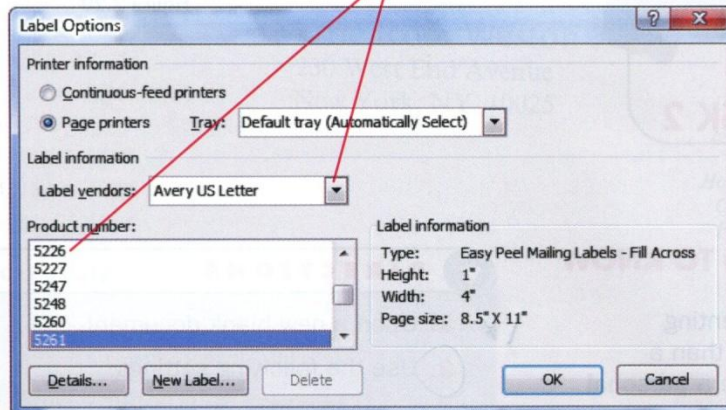 Label Options
Printer information
Continuous-feed printers
Page printers Tray: Default tray (Automatically Select)
Label information
Label vendors: Avery US Letter
Product number:
5226
5227
5247
5248
5260
5261
Label information
Type: Easy Peel Mailing Labels - Fill Across
Height: 1"
Width: 4"
Page size: 8.5" X 11"
Details... New Label... Delete OK Cancel